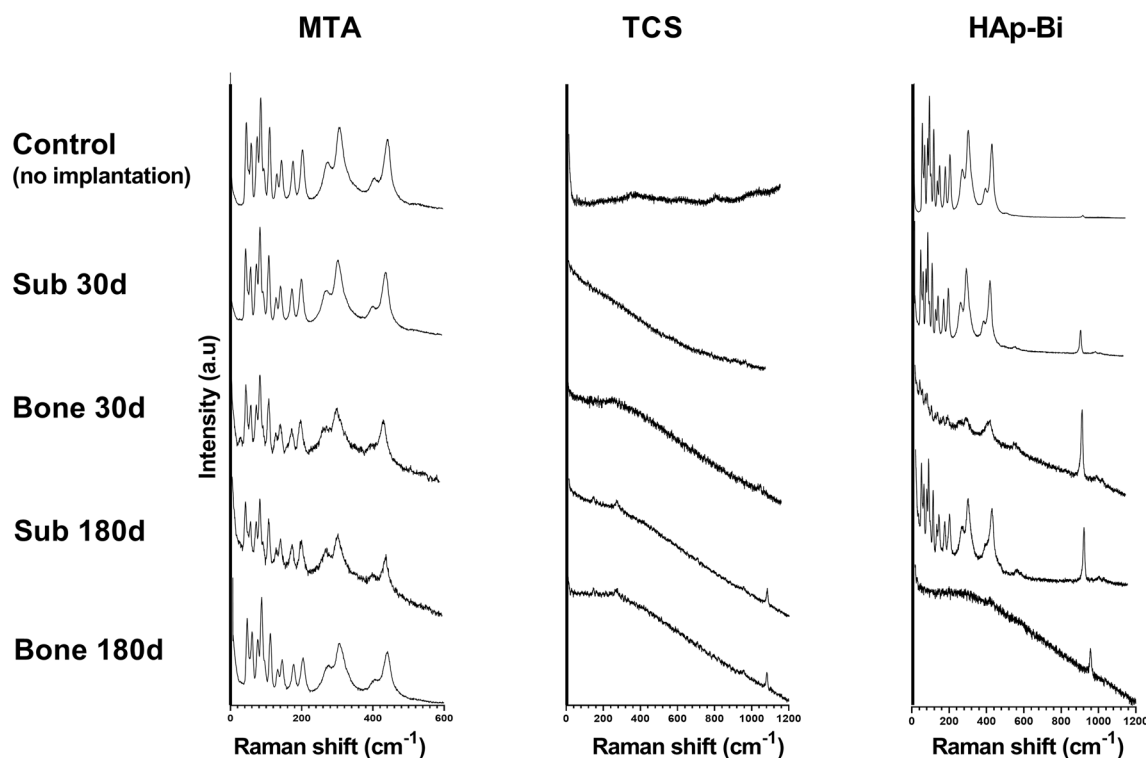 MTA TCS HAp-Bi
Control
(no implantation)
Sub 30d
Bone 30d
Sub 180d
Bone 180d
Intensity (a.u)
0 200 400 600
0 200 400 600 800 1000 1200
0 200 400 600 800 1000 1200
Raman shift (cm⁻¹) Raman shift (cm⁻¹) Raman shift (cm⁻¹)